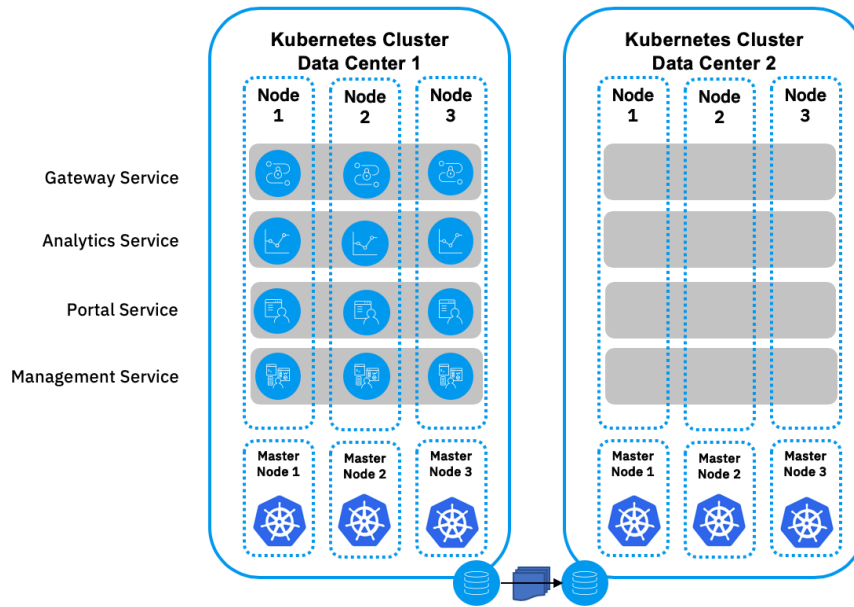 Kubernetes Cluster
Data Center 1
Kubernetes Cluster
Data Center 2
Node
1
Node
2
Node
3
Node
1
Node
2
Node
3
Gateway Service
Analytics Service
Portal Service
Management Service
Master
Node 1
Master
Node 2
Master
Node 3
Master
Node 1
Master
Node 2
Master
Node 3